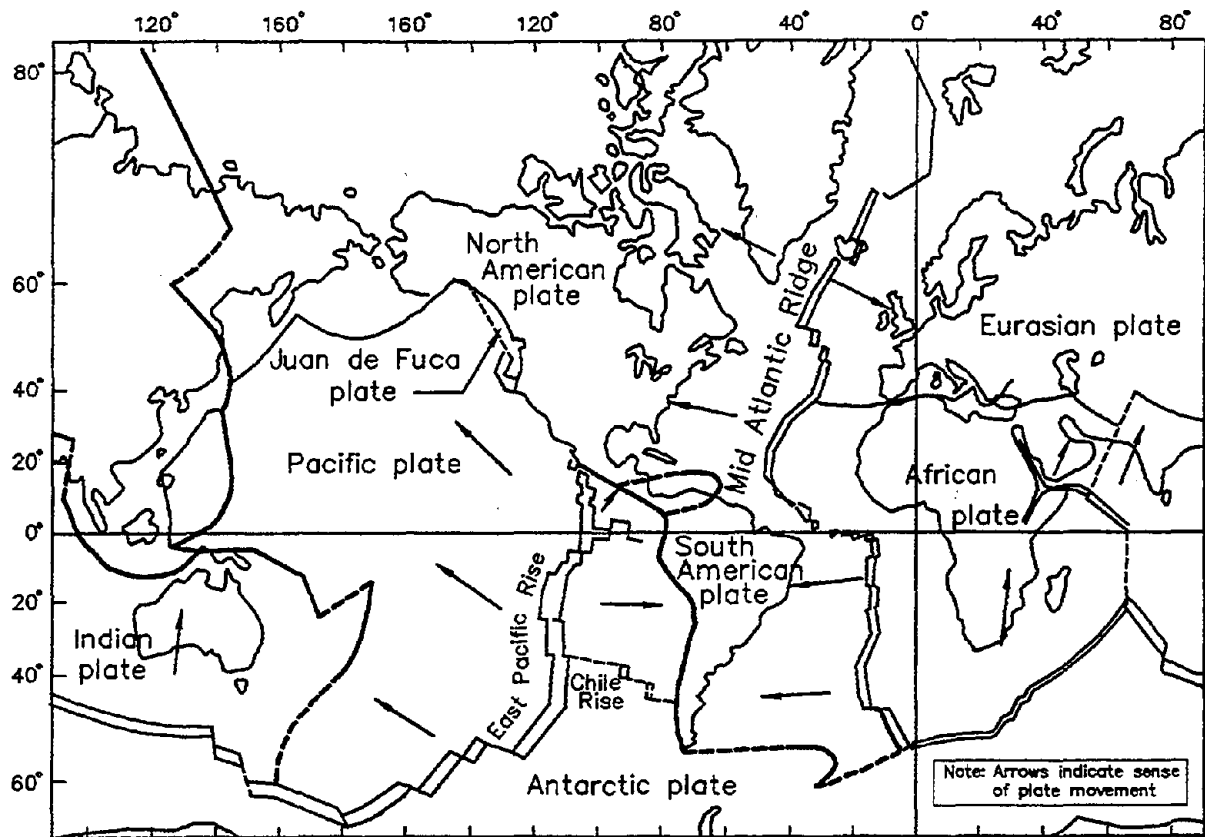 120° 160° 160° 120° 80° 40° 0° 40° 80°
80°
60°
40°
20°
0°
20°
40°
60°
North
American
plate
Mid Atlantic Ridge
Eurasian plate
Juan de Fuca
plate
Pacific plate
African
plate
South
American
plate
East Pacific Rise
Indian
plate
Chile
Rise
Antarctic plate
Note: Arrows indicate sense
of plate movement